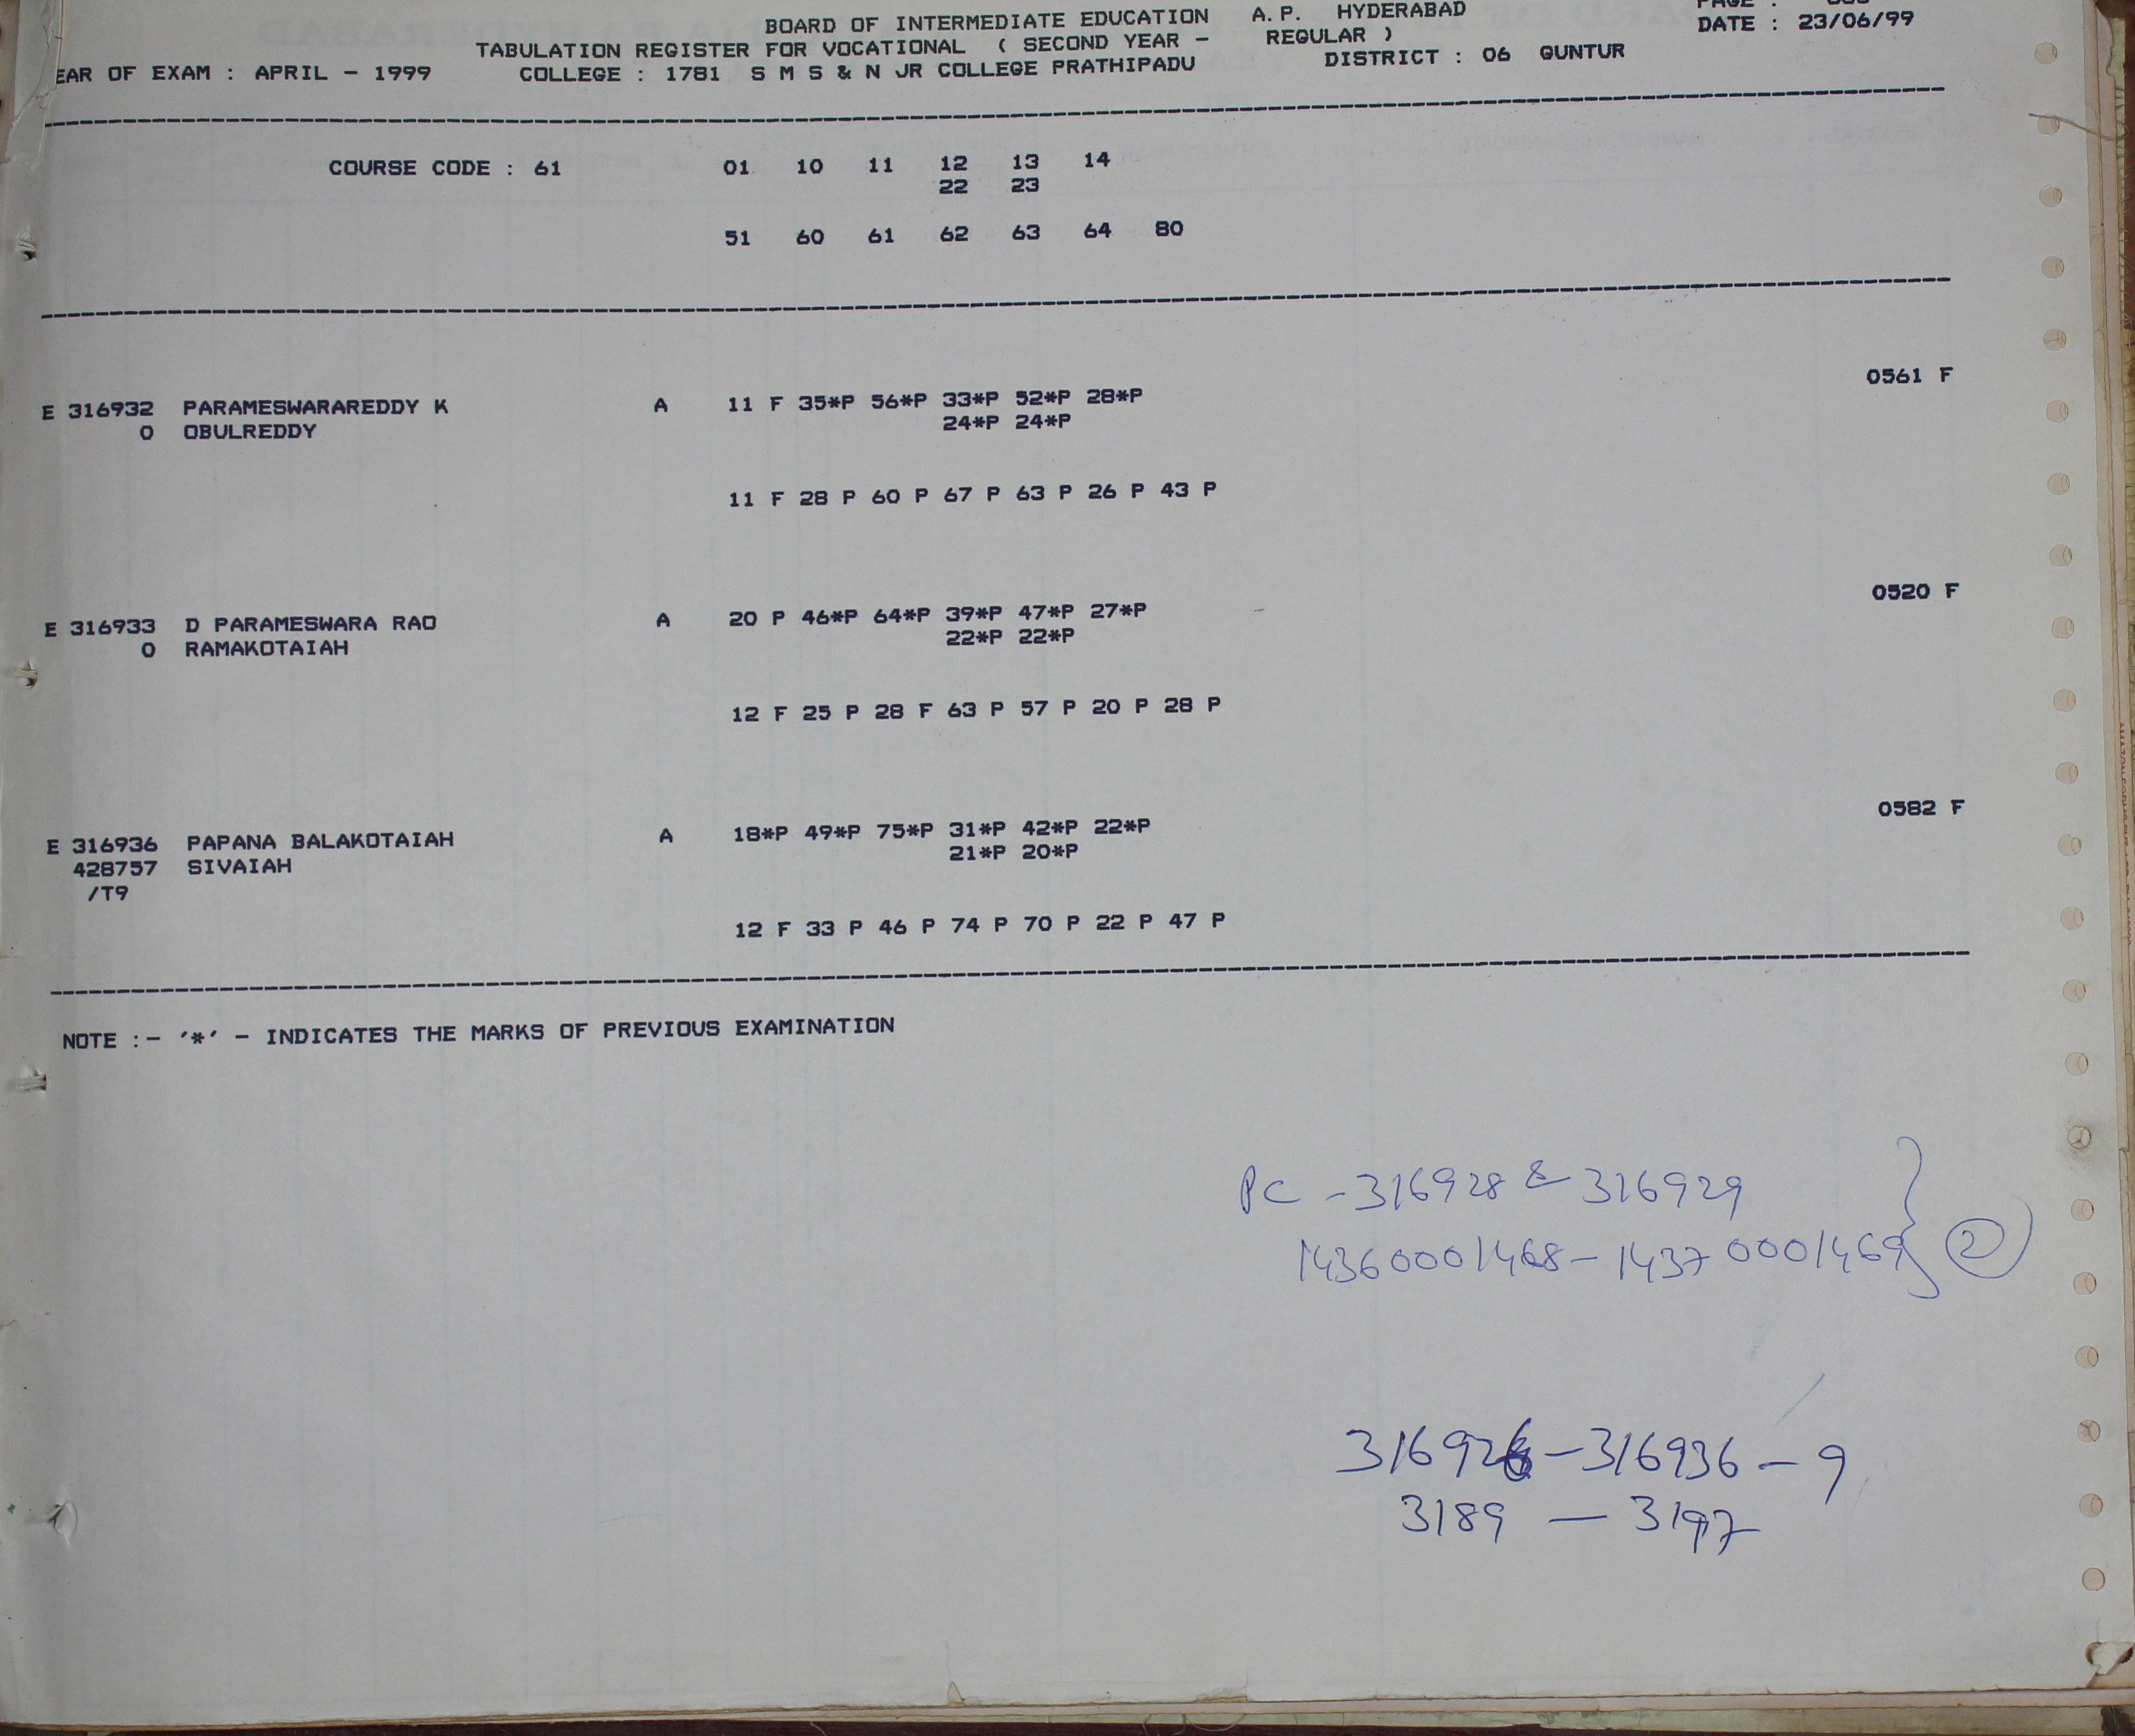 BOARD OF INTERMEDIATE EDUCATION A.P. HYDERABAD
TABULATION REGISTER FOR VOCATIONAL ( SECOND YEAR - REGULAR ) DATE : 23/06/99
EAR OF EXAM : APRIL - 1999 COLLEGE : 1781 S M S & N JR COLLEGE PRATHIPADU DISTRICT : 06 GUNTUR
COURSE CODE : 61 01 10 11 12 13 14
22 23
51 60 61 62 63 64 80
0561 F
E 316932 PARAMESWARAREDDY K A 11 F 35*P 56*P 33*P 52*P 28*P
0 OBULREDDY 24*P 24*P
11 F 28 P 60 P 67 P 63 P 26 P 43 P
0520 F
E 316933 D PARAMESWARA RAO A 20 P 46*P 64*P 39*P 47*P 27*P
0 RAMAKOTAIAH 22*P 22*P
12 F 25 P 28 F 63 P 57 P 20 P 28 P
0582 F
E 316936 PAPANA BALAKOTAIAH A 18*P 49*P 75*P 31*P 42*P 22*P
428757 SIVAIAH 21*P 20*P
/T9
12 F 33 P 46 P 74 P 70 P 22 P 47 P
NOTE :- '*' - INDICATES THE MARKS OF PREVIOUS EXAMINATION
PC - 316928 & 316929
14360001468 - 14370001469 } 2
316926 - 316936 - 9
3189 - 3197